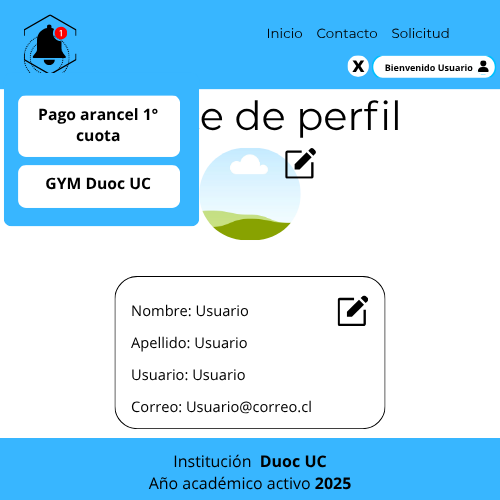 1
Inicio Contacto Solicitud
X Bienvenido Usuario
Pago arancel 1°
cuota
GYM Duoc UC
e de perfil
Nombre: Usuario
Apellido: Usuario
Usuario: Usuario
Correo: Usuario@correo.cl
Institución Duoc UC
Año académico activo 2025